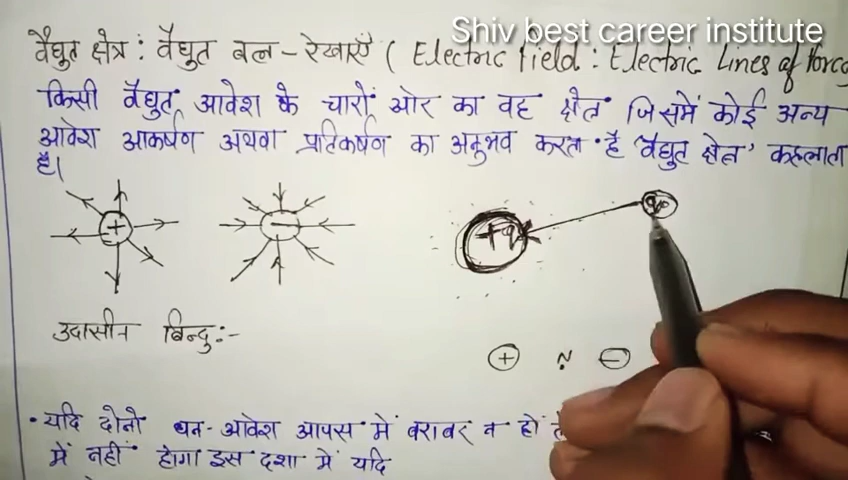 Shiv best career institute
वैद्युत क्षेत्र : वैद्युत बल - रेखाएँ ( Electric Field : Electric Lines of Force
किसी वैद्युत आवेश के चारों ओर का वह क्षेत्र जिसमें कोई अन्य
आवेश आकर्षण अथवा प्रतिकर्षण का अनुभव करता है 'वैद्युत क्षेत्र' कहलाता
है।
+ − +q
उदासीन बिन्दु :-
+ −
• यदि दोनो धन - आवेश आपस में बराबर न हों
में नहीं होगा इस दशा में यदि